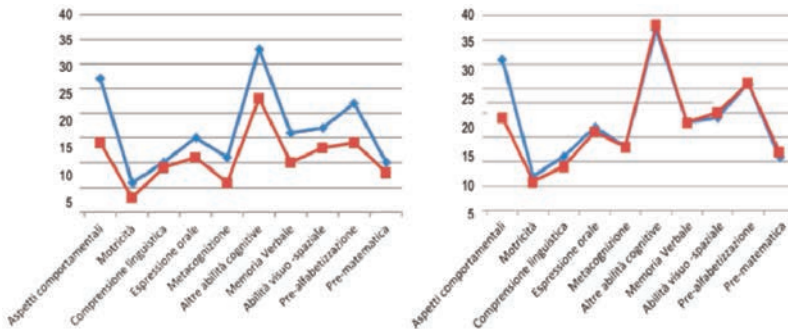 40
35
30
25
20
15
10
5
Aspetti comportamentali
Motricità
Comprensione linguistica
Espressione orale
Metacognizione
Altre abilità cognitive
Memoria Verbale
Abilità visuo -spaziale
Pre-alfabetizzazione
Pre-matematica
40
35
30
25
20
15
10
5
Aspetti comportamentali
Motricità
Comprensione linguistica
Espressione orale
Metacognizione
Altre abilità cognitive
Memoria Verbale
Abilità visuo -spaziale
Pre-alfabetizzazione
Pre-matematica